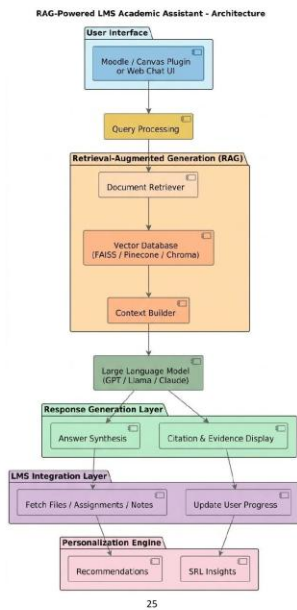 RAG-Powered LMS Academic Assistant - Architecture
User Interface
Moodle / Canvas Plugin
or Web Chat UI
Query Processing
Retrieval-Augmented Generation (RAG)
Document Retriever
Vector Database
(FAISS / Pinecone / Chroma)
Context Builder
Large Language Model
(GPT / Llama / Claude)
Response Generation Layer
Answer Synthesis
Citation & Evidence Display
LMS Integration Layer
Fetch Files / Assignments / Notes
Update User Progress
Personalization Engine
Recommendations
SRL Insights
25